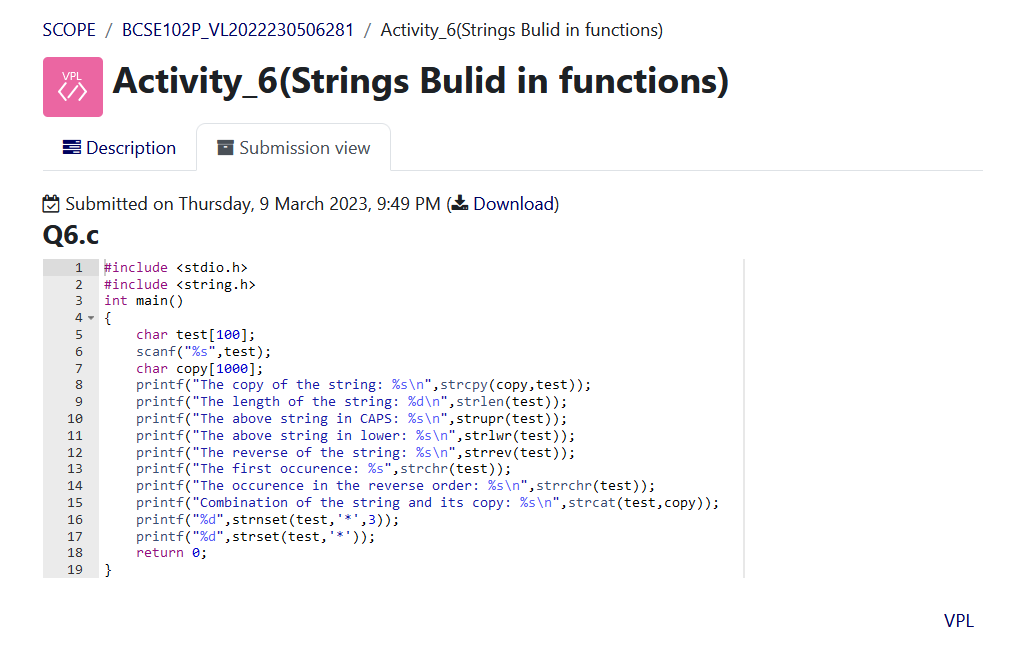 SCOPE / BCSE102P_VL2022230506281 / Activity_6(Strings Bulid in functions)
VPL
Activity_6(Strings Bulid in functions)
Description Submission view
Submitted on Thursday, 9 March 2023, 9:49 PM (Download)
Q6.c
1 #include <stdio.h>
2 #include <string.h>
3 int main()
4 {
5     char test[100];
6     scanf("%s",test);
7     char copy[1000];
8     printf("The copy of the string: %s\n",strcpy(copy,test));
9     printf("The length of the string: %d\n",strlen(test));
10     printf("The above string in CAPS: %s\n",strupr(test));
11     printf("The above string in lower: %s\n",strlwr(test));
12     printf("The reverse of the string: %s\n",strrev(test));
13     printf("The first occurence: %s",strchr(test));
14     printf("The occurence in the reverse order: %s\n",strrchr(test));
15     printf("Combination of the string and its copy: %s\n",strcat(test,copy));
16     printf("%d",strnset(test,'*',3));
17     printf("%d",strset(test,'*'));
18     return 0;
19 }
VPL